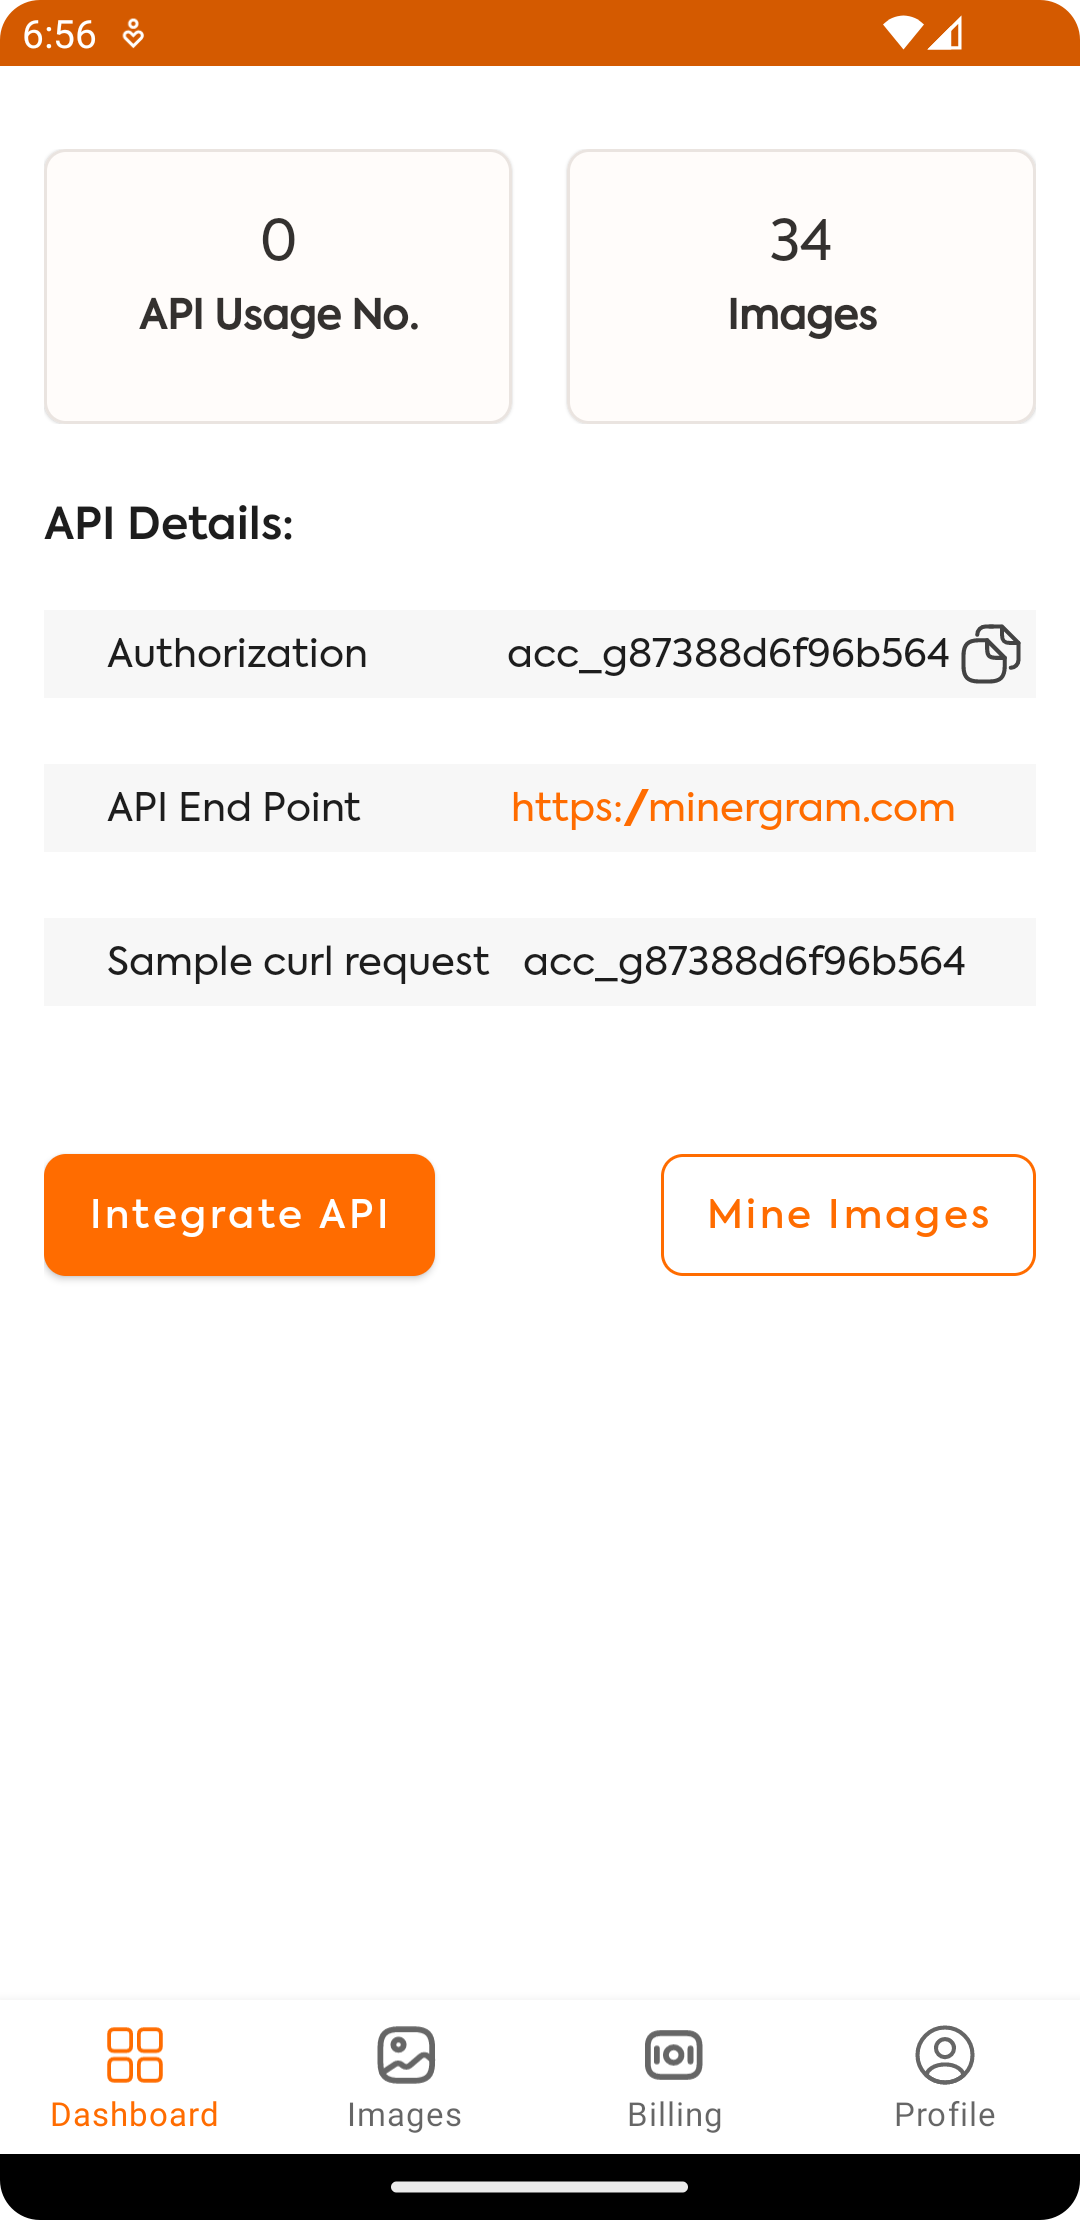 6:56
0
API Usage No.
34
Images
API Details:
Authorization acc_g87388d6f96b564
API End Point https://minergram.com
Sample curl request acc_g87388d6f96b564
Integrate API Mine Images
Dashboard Images Billing Profile